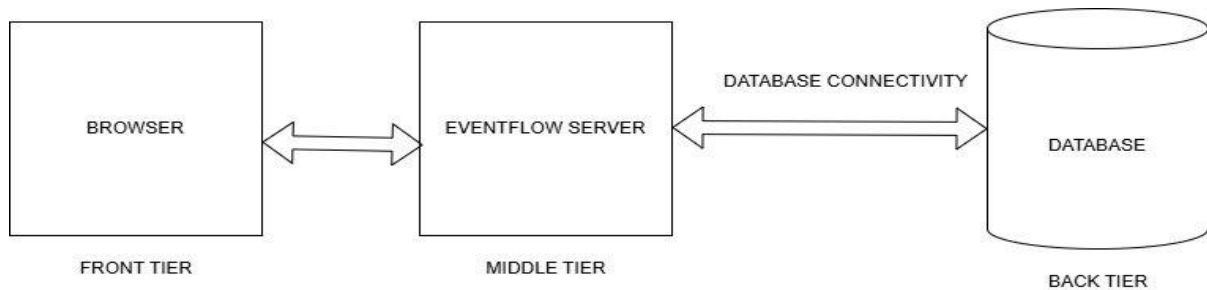 DATABASE CONNECTIVITY
BROWSER
EVENTFLOW SERVER
DATABASE
FRONT TIER
MIDDLE TIER
BACK TIER